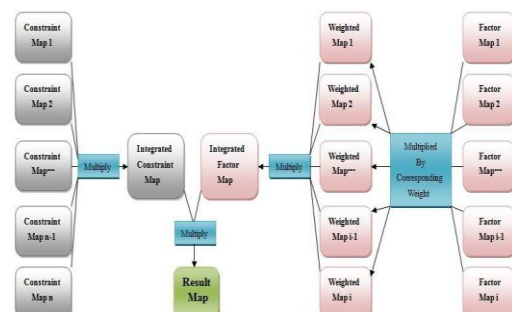 Constraint
Map 1
Constraint
Map 2
Constraint
Map---
Constraint
Map n-1
Constraint
Map n
Multiply
Integrated
Constraint
Map
Integrated
Factor
Map
Multiply
Result
Map
Multiply
Weighted
Map 1
Weighted
Map 2
Weighted
Map---
Weighted
Map i-1
Weighted
Map i
Multiplied
By
Coerresponding
Weight
Factor
Map 1
Factor
Map 2
Factor
Map---
Factor
Map i-1
Factor
Map i